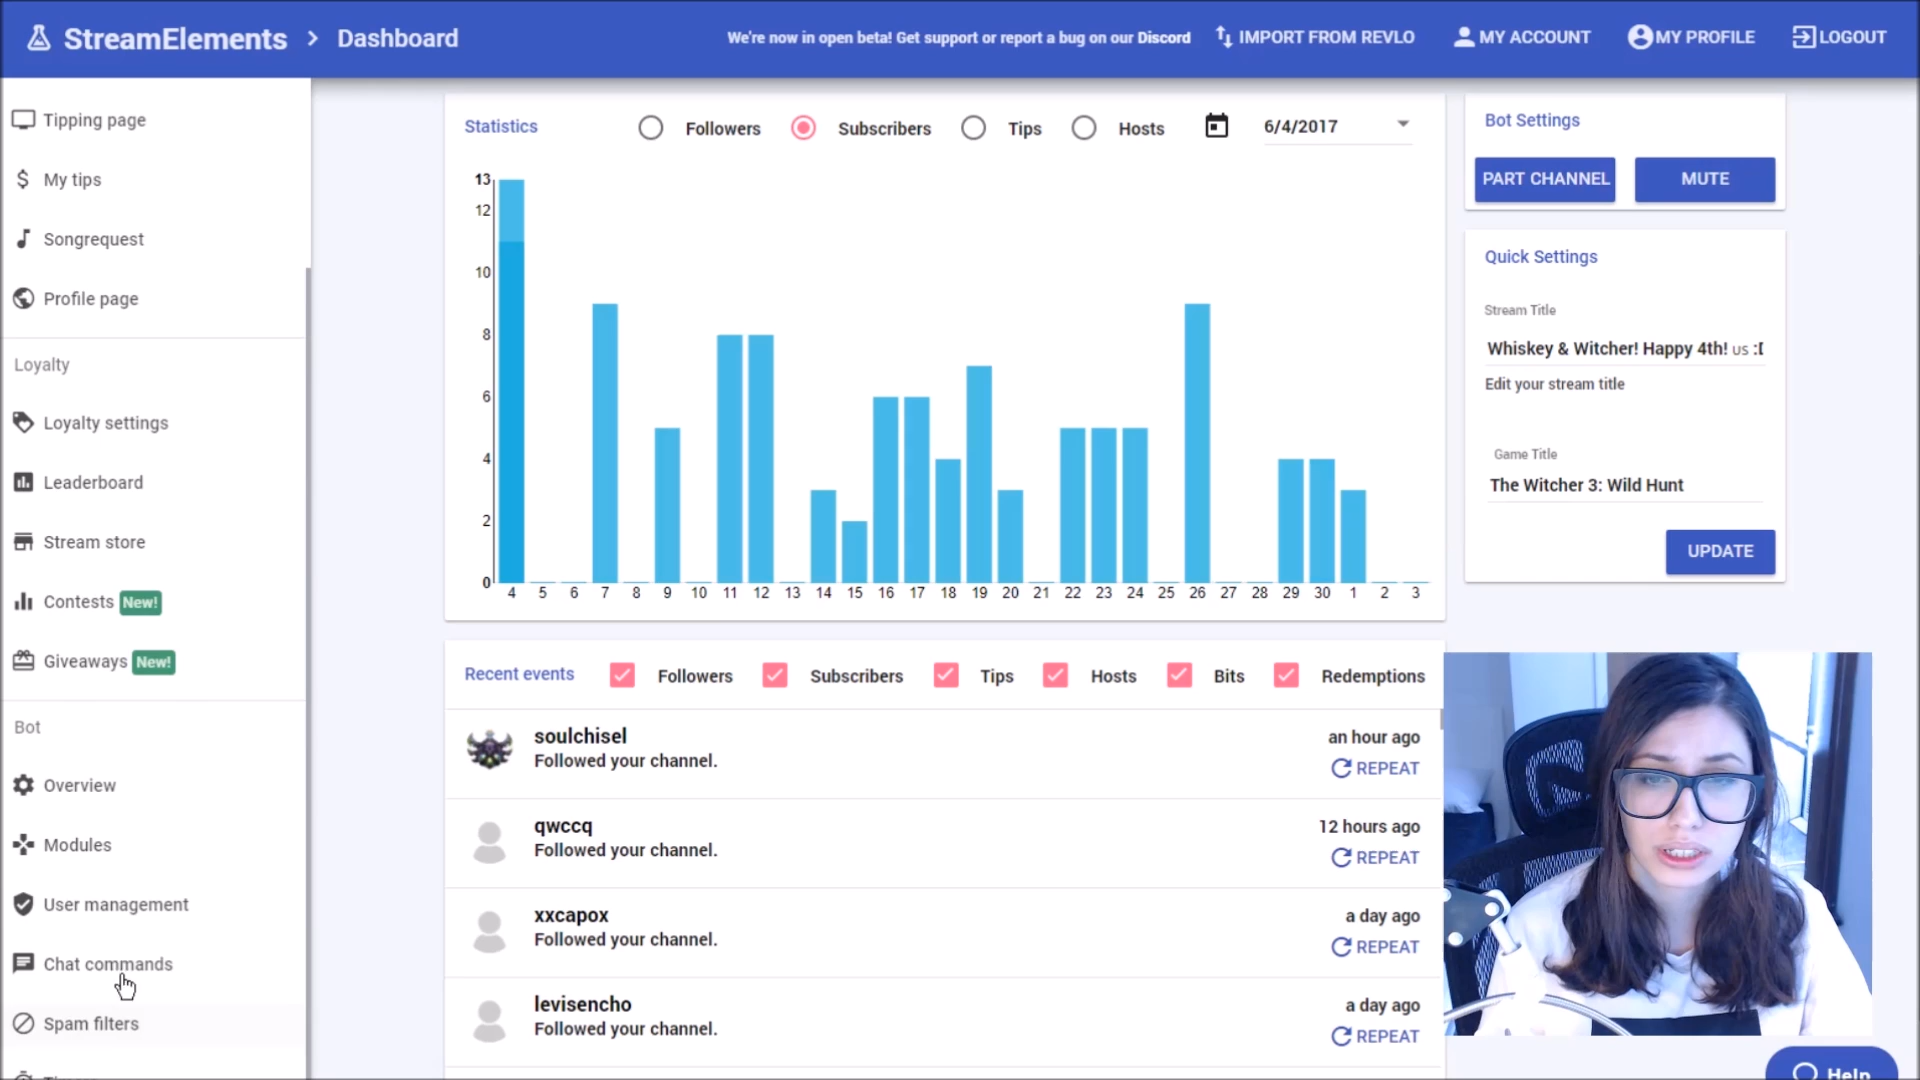 StreamElements > Dashboard
We're now in open beta! Get support or report a bug on our Discord
IMPORT FROM REVLO
MY ACCOUNT
MY PROFILE
LOGOUT
Tipping page
My tips
Songrequest
Profile page
Loyalty
Loyalty settings
Leaderboard
Stream store
Contests New!
Giveaways New!
Bot
Overview
Modules
User management
Chat commands
Spam filters
Statistics
Followers
Subscribers
Tips
Hosts
6/4/2017
13
12
10
8
6
4
2
0
4 5 6 7 8 9 10 11 12 13 14 15 16 17 18 19 20 21 22 23 24 25 26 27 28 29 30 1 2 3
Recent events
Followers
Subscribers
Tips
Hosts
Bits
Redemptions
soulchisel
Followed your channel.
an hour ago
REPEAT
qwccq
Followed your channel.
12 hours ago
REPEAT
xxcapox
Followed your channel.
a day ago
REPEAT
levisencho
Followed your channel.
a day ago
REPEAT
Bot Settings
PART CHANNEL
MUTE
Quick Settings
Stream Title
Whiskey & Witcher! Happy 4th! US :
Edit your stream title
Game Title
The Witcher 3: Wild Hunt
UPDATE
Help